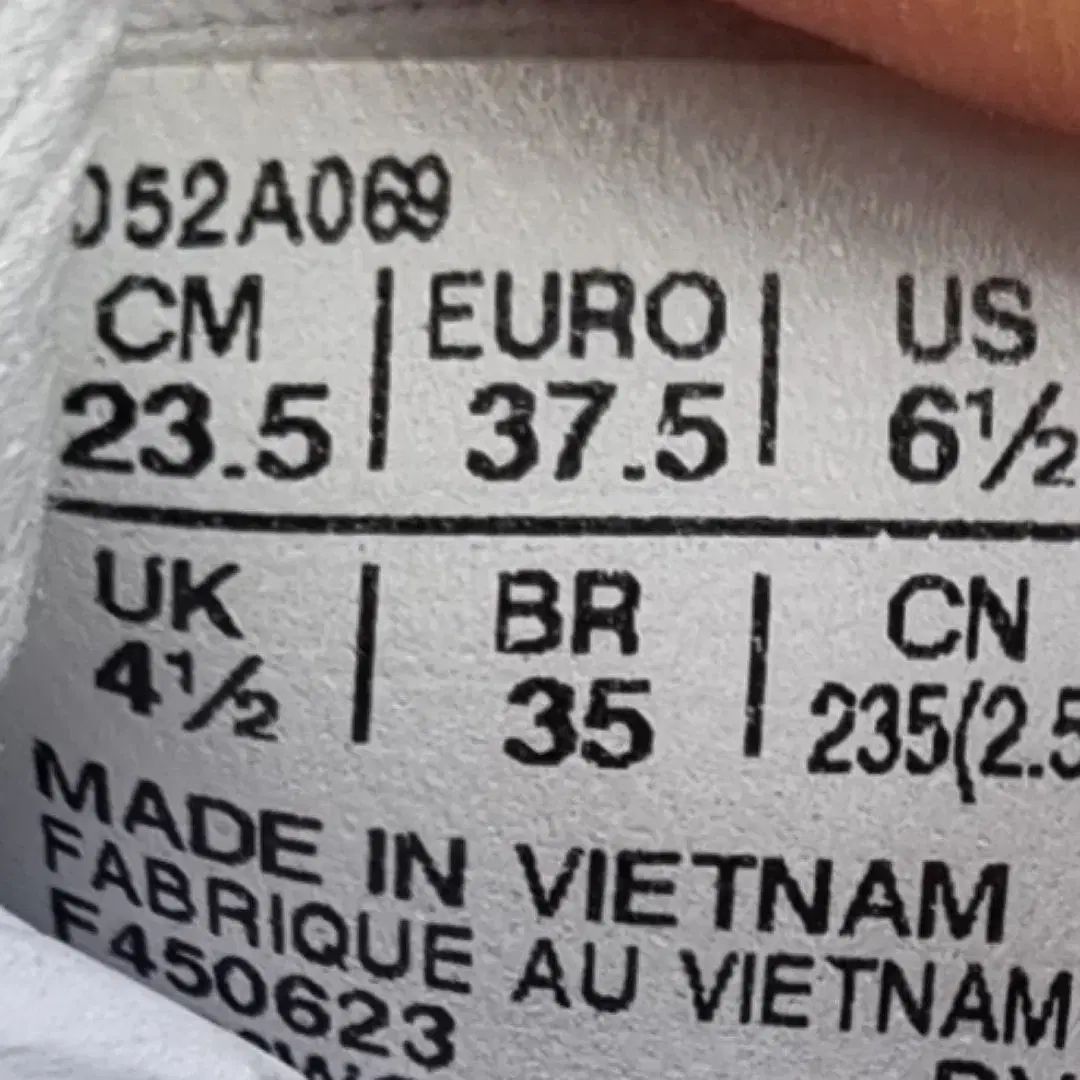 052A069
CM | EURO | US
23.5 | 37.5 | 6½
UK | BR | CN
4½ | 35 | 235(2.5
MADE IN VIETNAM
FABRIQUE AU VIETNAM
F450623